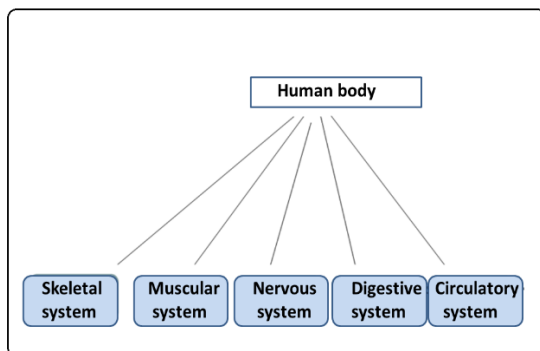 Human body
Skeletal system
Muscular system
Nervous system
Digestive system
Circulatory system